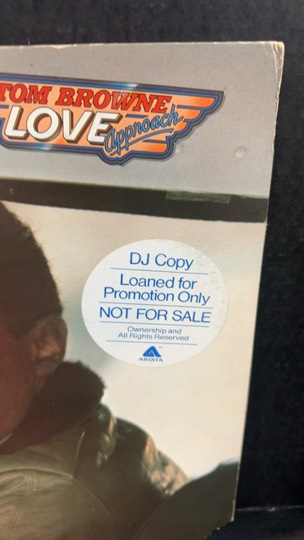 TOM BROWNE
LOVE
Approach
DJ Copy
Loaned for
Promotion Only
NOT FOR SALE
Ownership and
All Rights Reserved
ARISTA